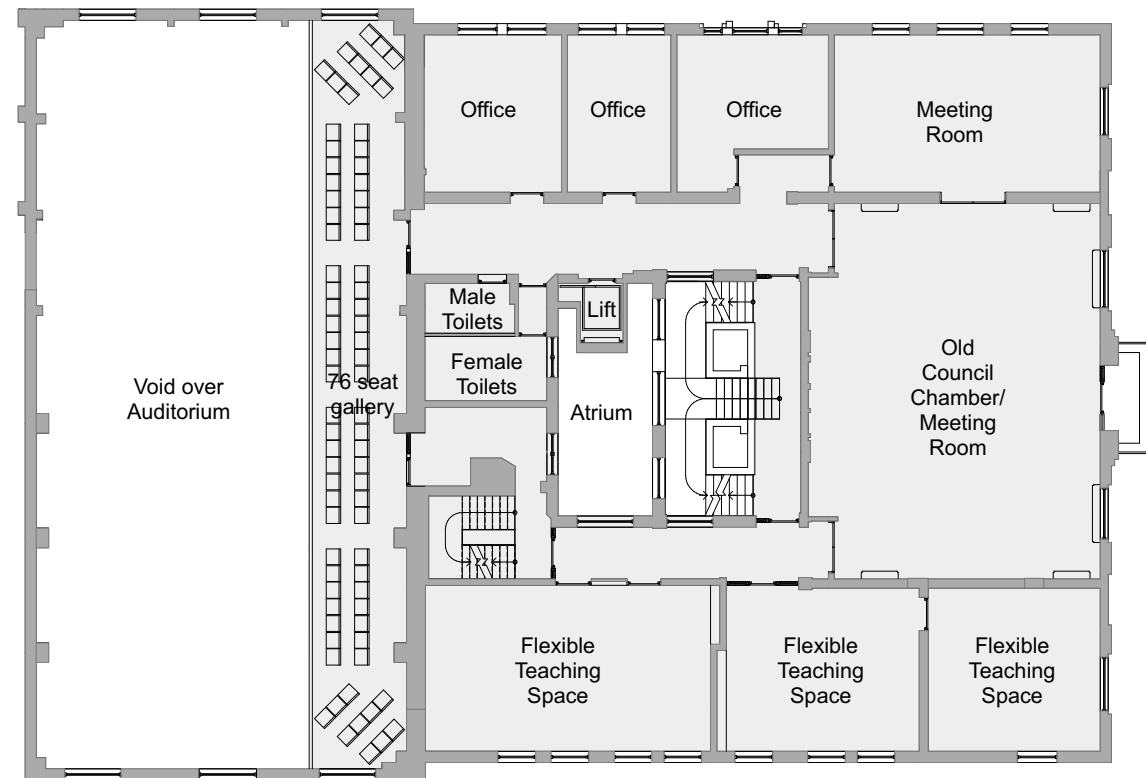 Office
Office
Office
Meeting
Room
Male
Toilets
Lift
Female
Toilets
Void over
Auditorium
76 seat
gallery
Atrium
Old
Council
Chamber/
Meeting
Room
Flexible
Teaching
Space
Flexible
Teaching
Space
Flexible
Teaching
Space